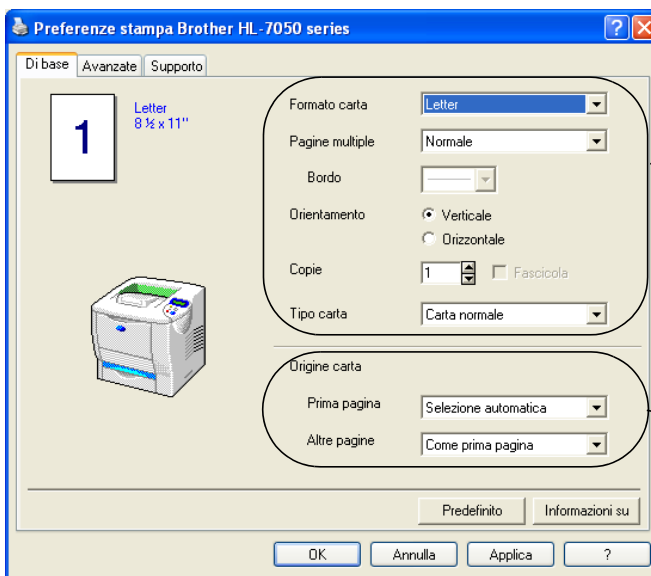 Preferenze stampa Brother HL-7050 series
?
Di base Avanzate Supporto
1
Letter
8 ½ x 11"
Formato carta Letter
Pagine multiple Normale
Bordo
Orientamento Verticale
Orizzontale
Copie 1 Fascicola
Tipo carta Carta normale
Origine carta
Prima pagina Selezione automatica
Altre pagine Come prima pagina
Predefinito Informazioni su
OK Annulla Applica ?